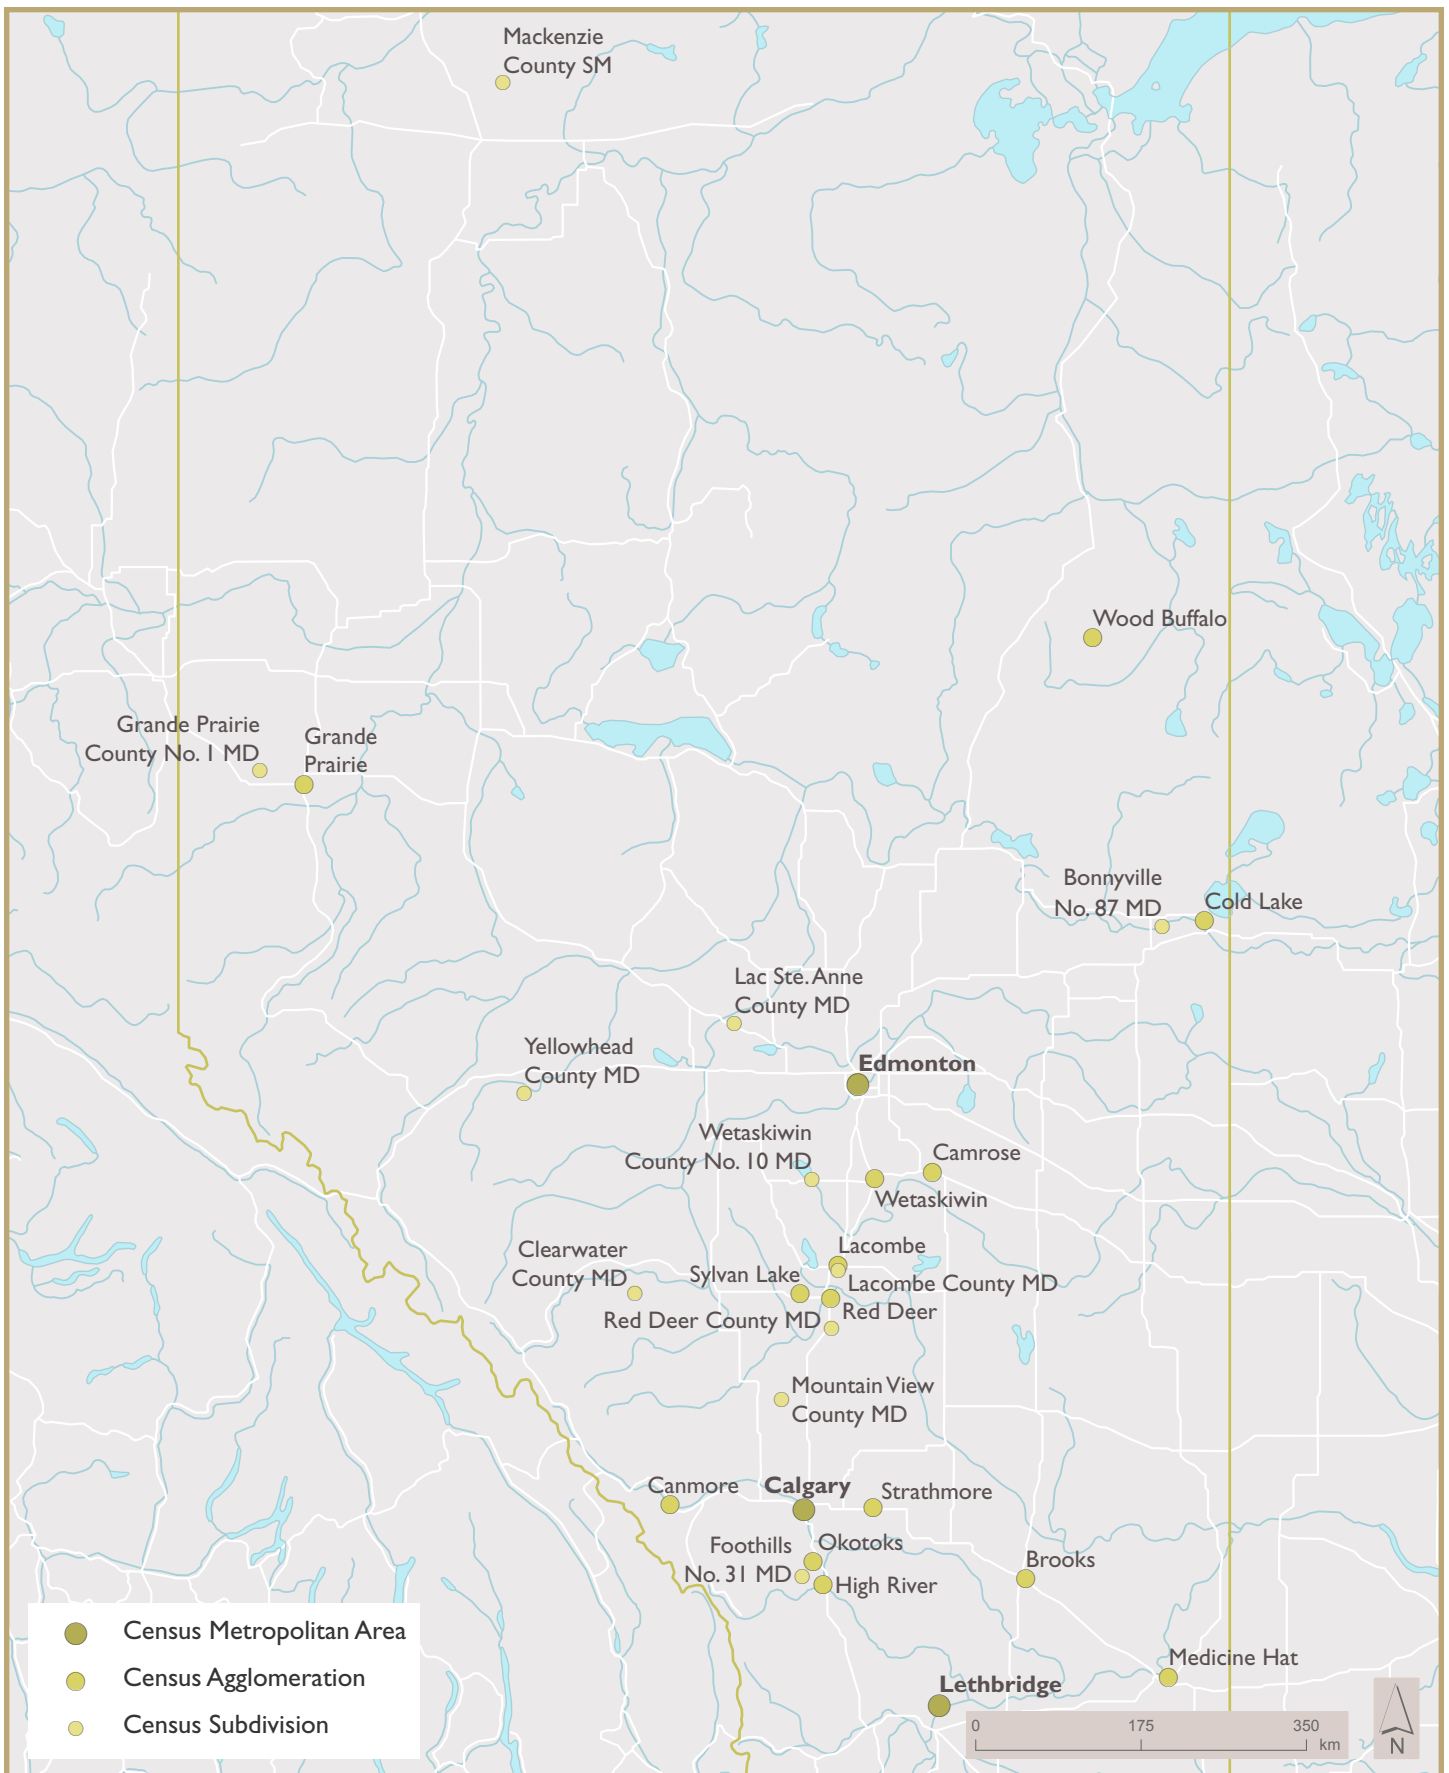 Mackenzie
County SM
Wood Buffalo
Grande Prairie
County No. 1 MD
Grande
Prairie
Bonnyville
No. 87 MD
Cold Lake
Lac Ste. Anne
County MD
Yellowhead
County MD
Edmonton
Wetaskiwin
County No. 10 MD
Camrose
Wetaskiwin
Clearwater
County MD
Lacombe
Sylvan Lake
Lacombe County MD
Red Deer County MD
Red Deer
Mountain View
County MD
Canmore
Calgary
Strathmore
Foothills
No. 31 MD
Okotoks
High River
Brooks
Medicine Hat
Lethbridge
Census Metropolitan Area
Census Agglomeration
Census Subdivision
0 175 350
km
N